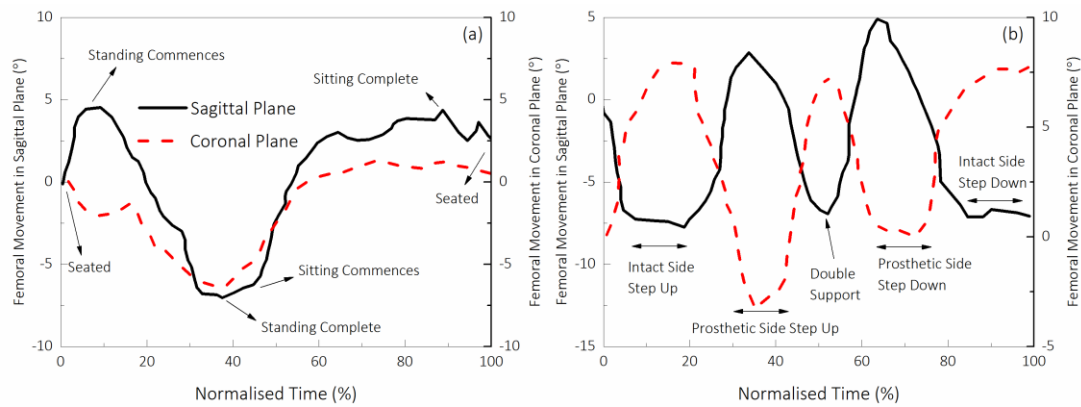 (a)
Femoral Movement in Sagittal Plane (°)
10
5
0
-5
-10
Standing Commences
Sagittal Plane
Coronal Plane
Sitting Complete
Seated
Seated
Sitting Commences
Standing Complete
10
5
0
-5
-10
Femoral Movement in Coronal Plane (°)
0
20
40
60
80
100
Normalised Time (%)
(b)
Femoral Movement in Sagittal Plane (°)
5
0
-5
-10
-15
Intact Side
Step Up
Prosthetic Side Step Up
Double
Support
Prosthetic Side
Step Down
Intact Side
Step Down
10
5
0
-5
Femoral Movement in Coronal Plane (°)
0
20
40
60
80
100
Normalised Time (%)